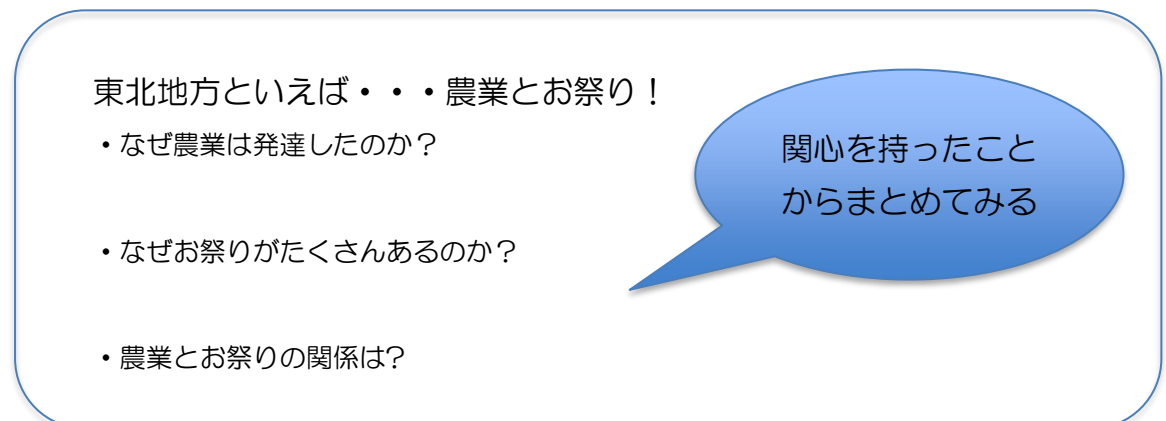 東北地方といえば・・・農業とお祭り！
・なぜ農業は発達したのか？
・なぜお祭りがたくさんあるのか？
・農業とお祭りの関係は?
関心を持ったこと
からまとめてみる